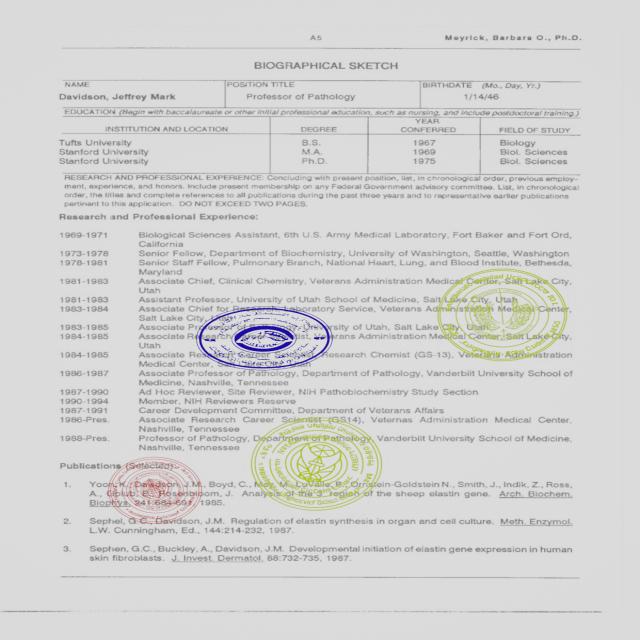 A5 Meyrick, Barbara O., Ph.D.
BIOGRAPHICAL SKETCH
NAME POSITION TITLE BIRTHDATE (Mo., Day, Yr.)
Davidson, Jeffrey Mark Professor of Pathology 1/14/46
EDUCATION (Begin with baccalaureate or other initial professional education, such as nursing, and include postdoctoral training.)
INSTITUTION AND LOCATION DEGREE YEAR CONFERRED FIELD OF STUDY
Tufts University B.S. 1967 Biology
Stanford University M.A. 1969 Biol. Sciences
Stanford University Ph.D. 1975 Biol. Sciences
RESEARCH AND PROFESSIONAL EXPERIENCE: Concluding with present position, list, in chronological order, previous employ-
ment, experience, and honors. Include present membership on any Federal Government advisory committee. List, in chronological
order, the titles and complete references to all publications during the past three years and to representative earlier publications
pertinent to this application. DO NOT EXCEED TWO PAGES.
Research and Professional Experience:
1969-1971 Biological Sciences Assistant, 6th U.S. Army Medical Laboratory, Fort Baker and Fort Ord,
California
1973-1978 Senior Fellow, Department of Biochemistry, University of Washington, Seattle, Washington
1978-1981 Senior Staff Fellow, Pulmonary Branch, National Heart, Lung, and Blood Institute, Bethesda,
Maryland
1981-1983 Associate Chief, Clinical Chemistry, Veterans Administration Medical Center, Salt Lake City,
Utah
1981-1983 Assistant Professor, University of Utah School of Medicine, Salt Lake City, Utah
1983-1984 Associate Chief for Research, Laboratory Service, Veterans Administration Medical Center,
Salt Lake City,
1983-1985 Associate Professor of Pathology, University of Utah, Salt Lake City, Utah
1984-1985 Associate Research Veterans Administration Medical Center, Salt Lake City,
Utah
1984-1985 Associate Research Career Research Chemist (GS-13), Veterans Administration
Medical Center, Utah
1986-1987 Associate Professor of Pathology, Department of Pathology, Vanderbilt University School of
Medicine, Nashville, Tennessee
1987-1990 Ad Hoc Reviewer, Site Reviewer, NIH Pathobiochemistry Study Section
1990-1994 Member, NIH Reviewers Reserve
1987-1991 Career Development Committee, Department of Veterans Affairs
1986-Pres. Associate Research Career Scientist (GS14), Veternas Administration Medical Center,
Nashville, Tennessee
1988-Pres. Professor of Pathology, Department of Pathology, Vanderbilt University School of Medicine,
Nashville, Tennessee
Publications (Selected):
1. Yoon, K., Davidson, J.M., Boyd, C., May, M., LuValle, P., Ornstein-Goldstein N., Smith, J., Indik, Z., Ross,
A., Golub, E., Rosenbloom, J. Analysis of the 3' region of the sheep elastin gene. Arch. Biochem.
Biophys. 241:684-691, 1985.
2. Sephel, G.C., Davidson, J.M. Regulation of elastin synthesis in organ and cell culture. Meth. Enzymol.
L.W. Cunningham, Ed., 144:214-232, 1987.
3. Sephen, G.C., Buckley, A., Davidson, J.M. Developmental initiation of elastin gene expression in human
skin fibroblasts. J. Invest. Dermatol. 88:732-735, 1987.